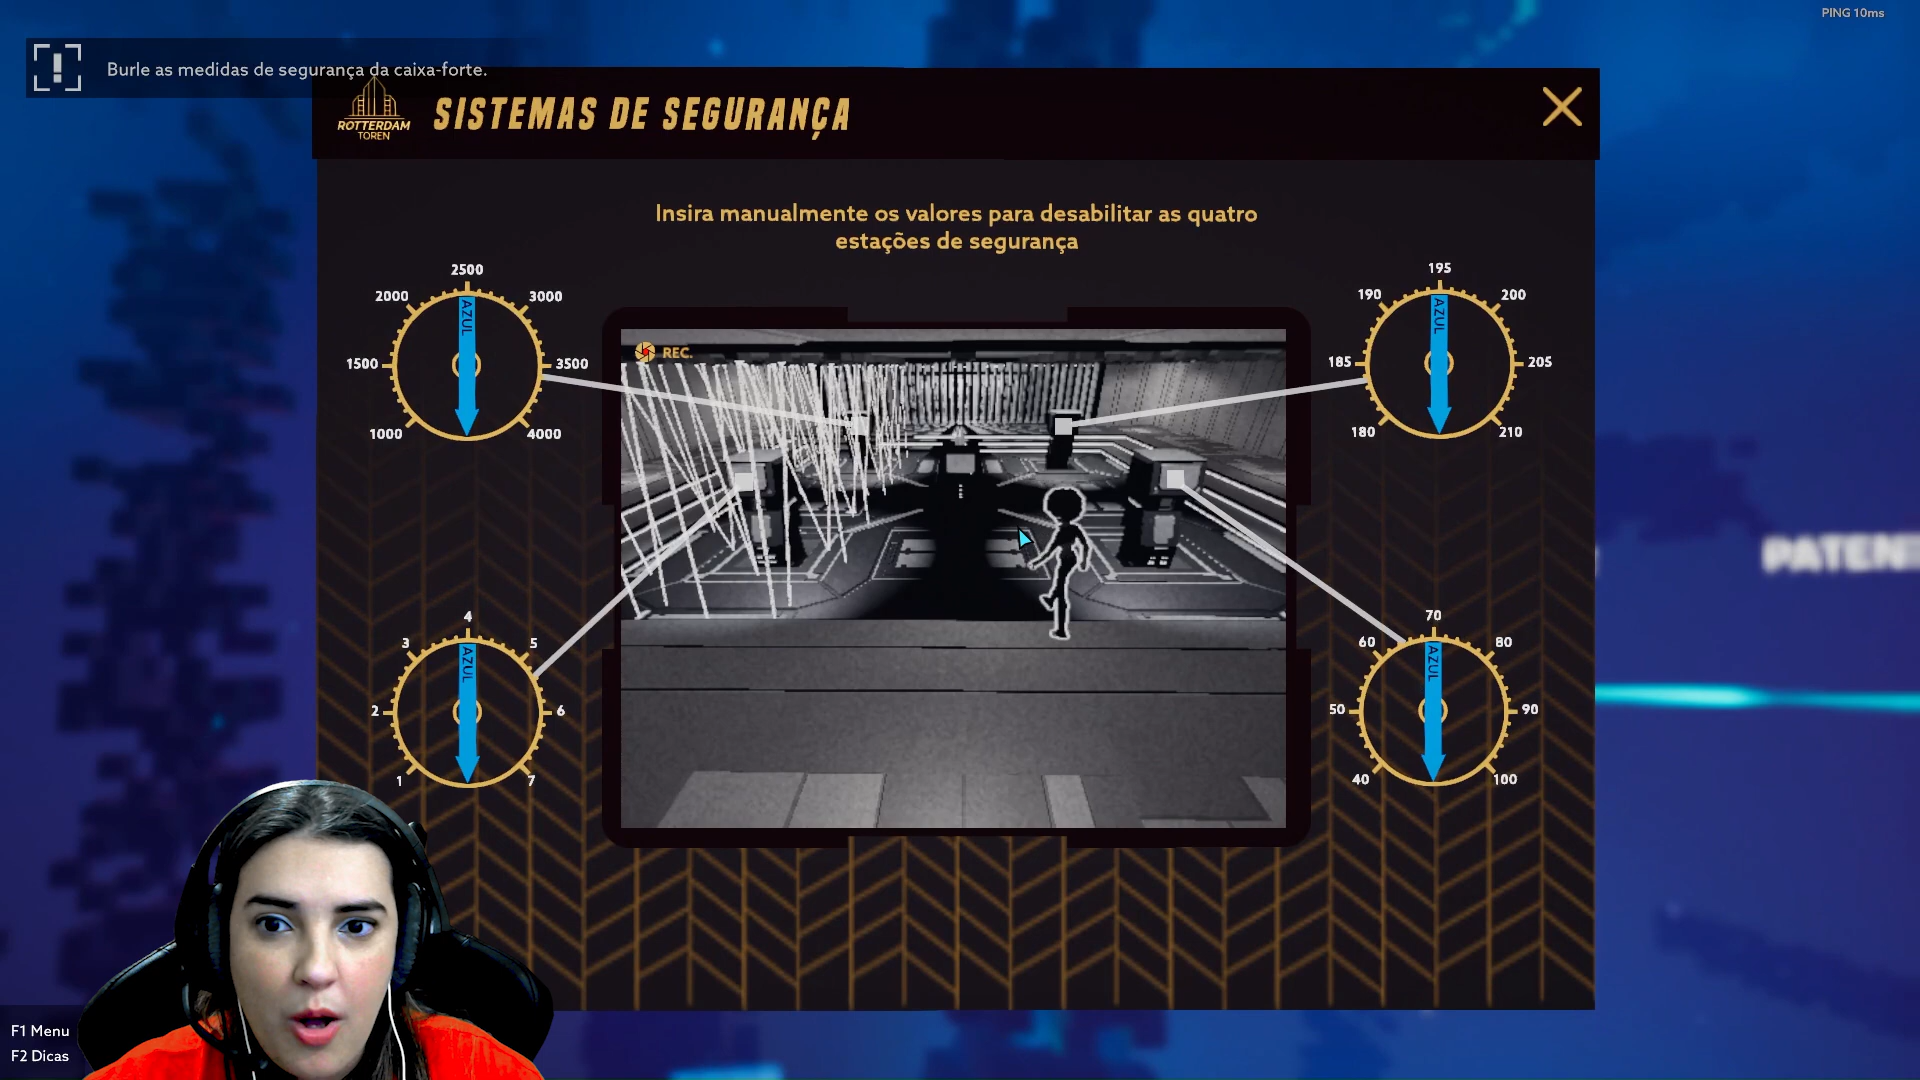 PING 10ms
Burle as medidas de segurança da caixa-forte.
ROTTERDAM
TOREN
SISTEMAS DE SEGURANÇA
Insira manualmente os valores para desabilitar as quatro
estações de segurança
2500
2000
3000
1500
3500
1000
4000
AZUL
195
190
200
185
205
180
210
AZUL
REC.
4
3
5
2
6
1
7
AZUL
70
60
80
50
90
40
100
AZUL
F1 Menu
F2 Dicas